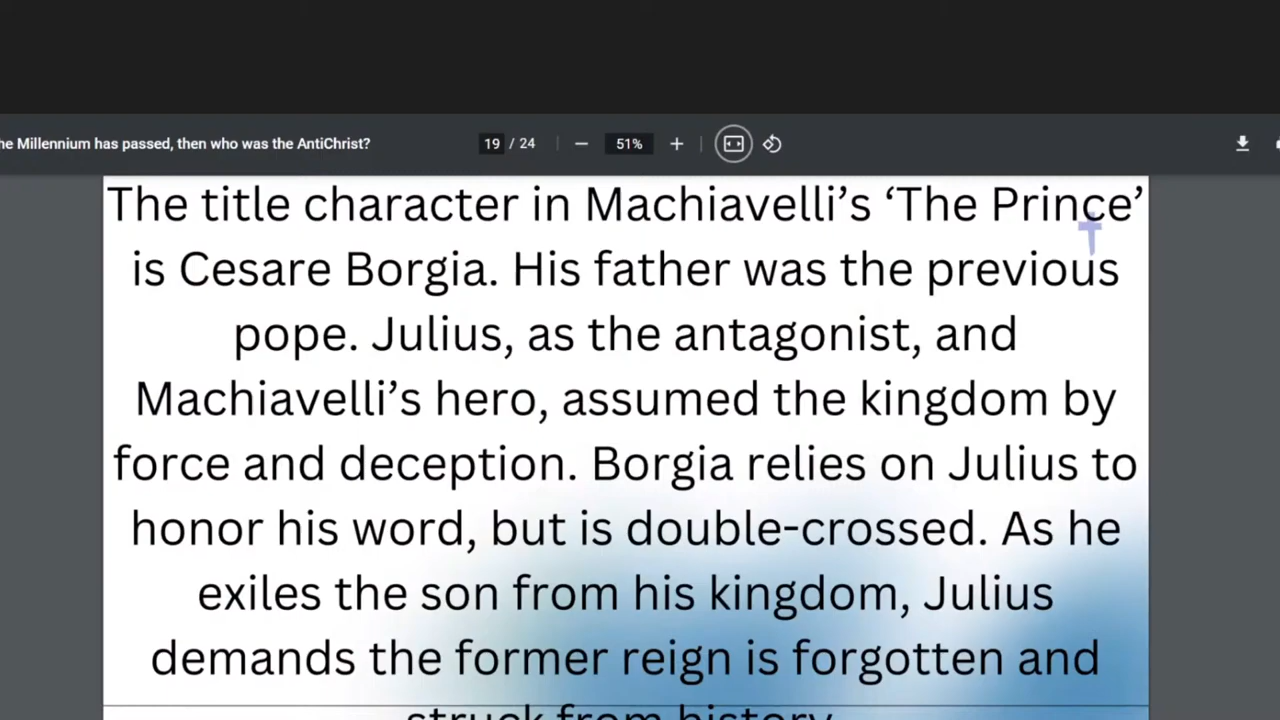 he Millennium has passed, then who was the AntiChrist?
19 / 24
51%
The title character in Machiavelli’s ‘The Prince’
is Cesare Borgia. His father was the previous
pope. Julius, as the antagonist, and
Machiavelli’s hero, assumed the kingdom by
force and deception. Borgia relies on Julius to
honor his word, but is double-crossed. As he
exiles the son from his kingdom, Julius
demands the former reign is forgotten and
struck from history.